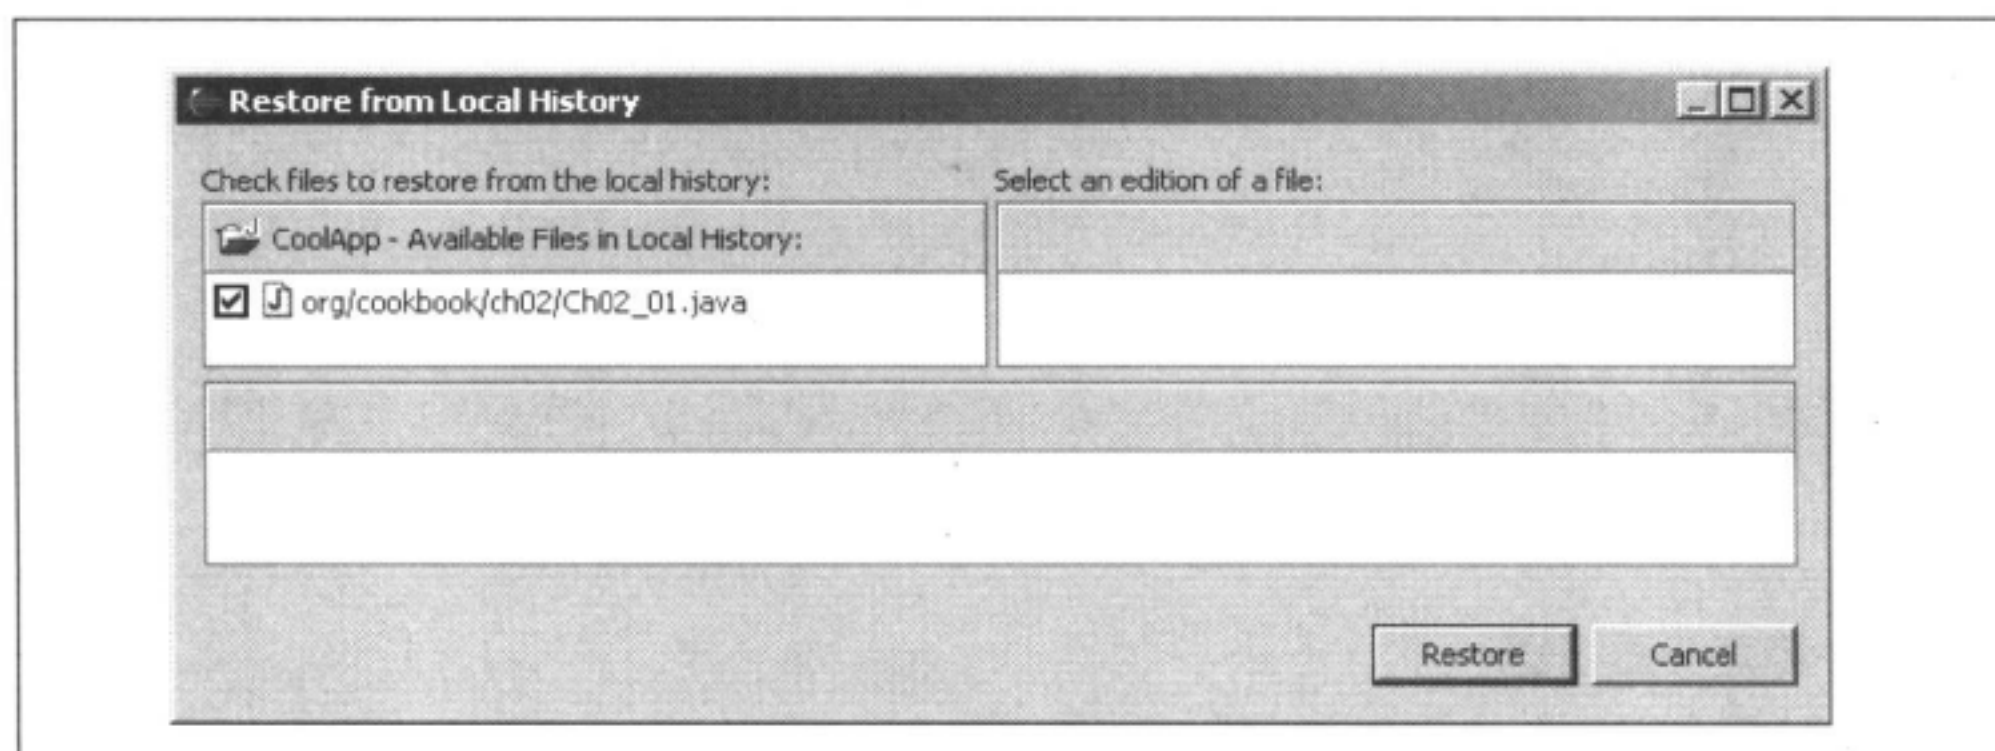 Restore from Local History
Check files to restore from the local history:
Select an edition of a file:
CoolApp - Available Files in Local History:
org/cookbook/ch02/Ch02_01.java
Restore
Cancel